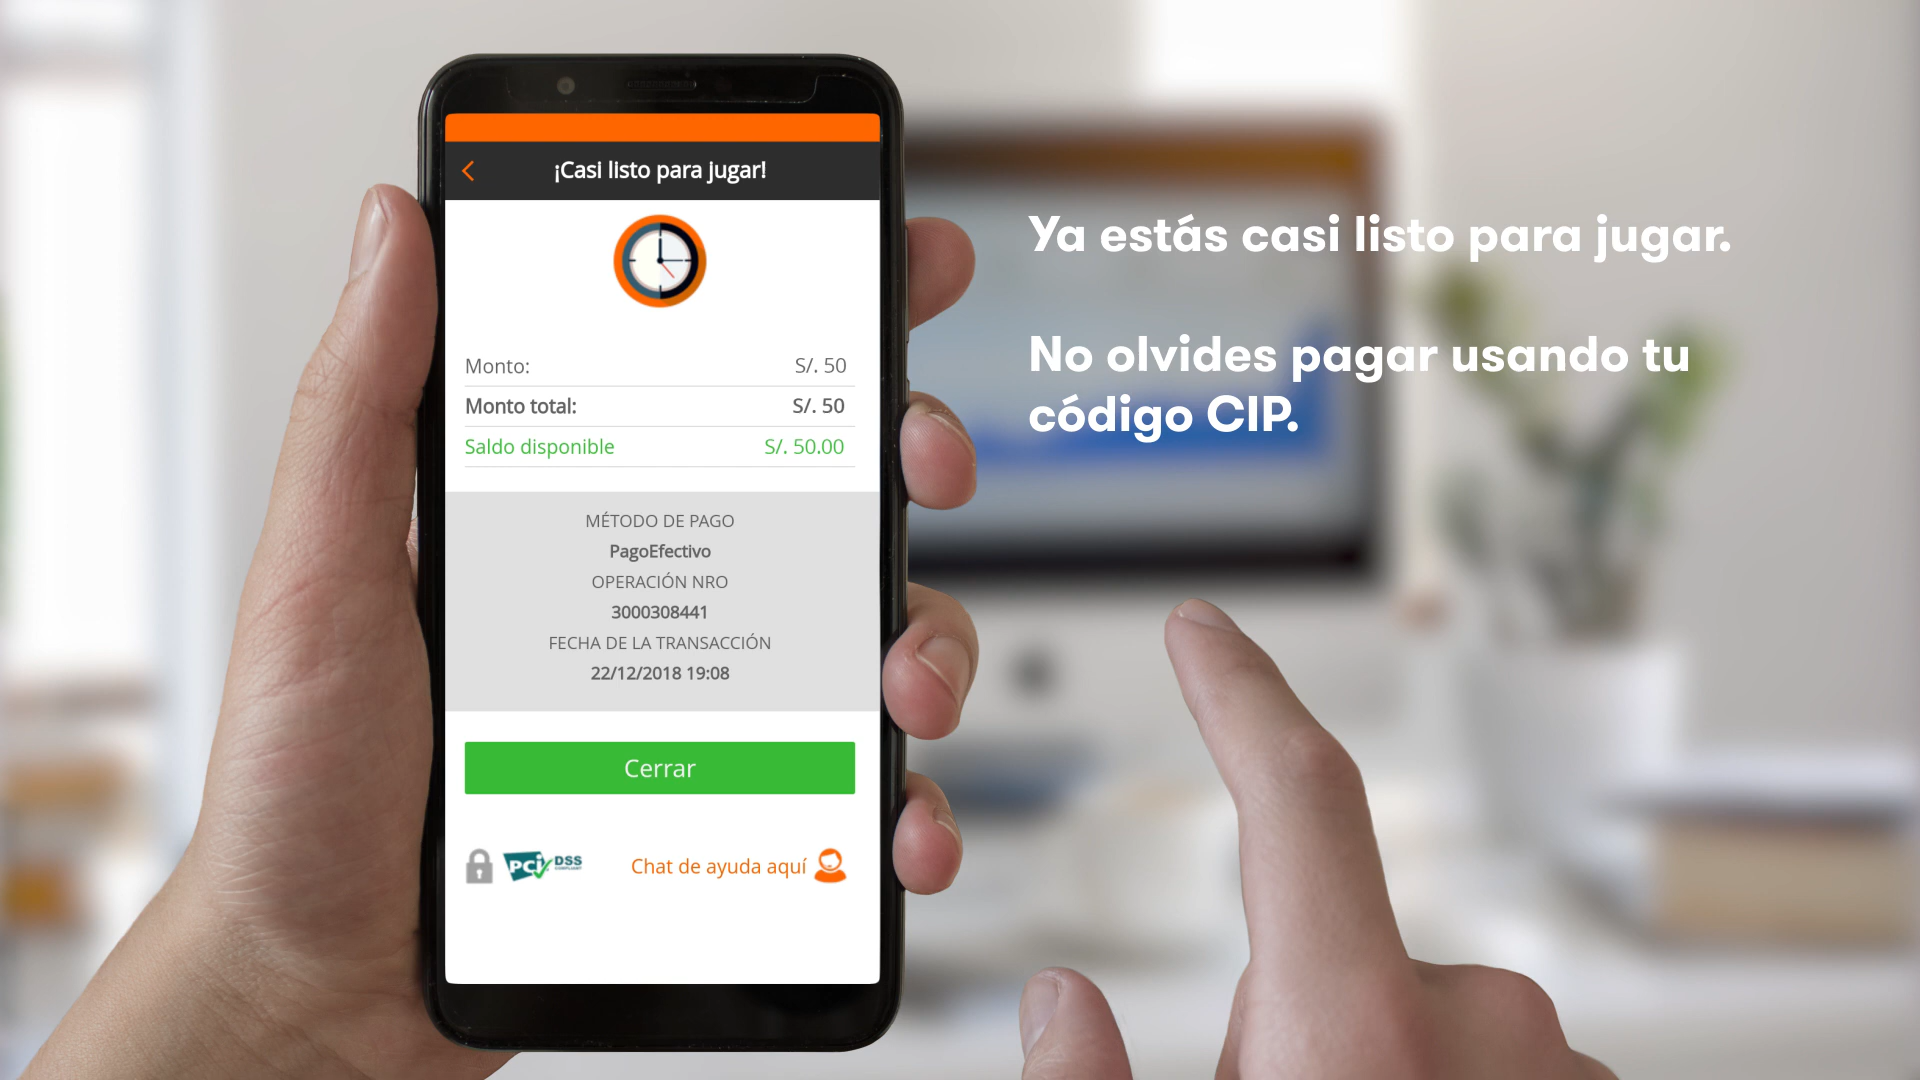 ¡Casi listo para jugar!
Monto: S/. 50
Monto total: S/. 50
Saldo disponible S/. 50.00
MÉTODO DE PAGO
PagoEfectivo
OPERACIÓN NRO
3000308441
FECHA DE LA TRANSACCIÓN
22/12/2018 19:08
Cerrar
PCi DSS
COMPLIANT
Chat de ayuda aquí
Ya estás casi listo para jugar.
No olvides pagar usando tu
código CIP.